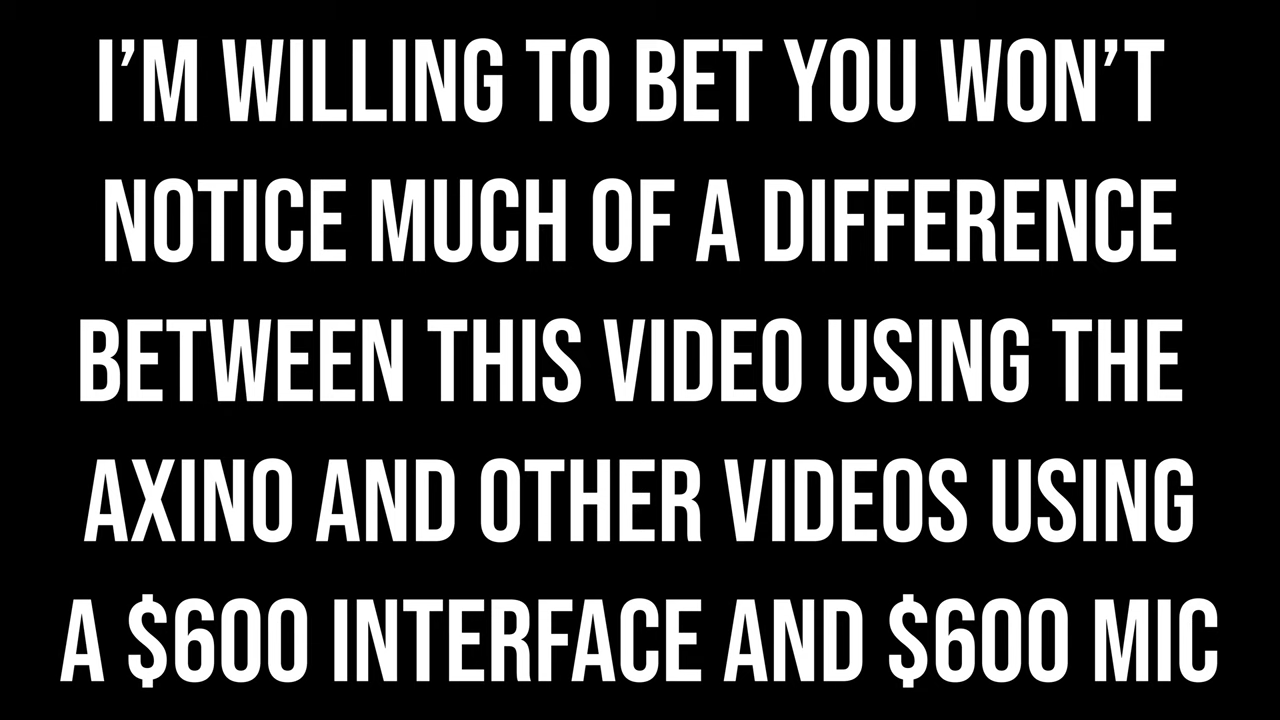 I’M WILLING TO BET YOU WON’T
NOTICE MUCH OF A DIFFERENCE
BETWEEN THIS VIDEO USING THE
AXINO AND OTHER VIDEOS USING
A $600 INTERFACE AND $600 MIC